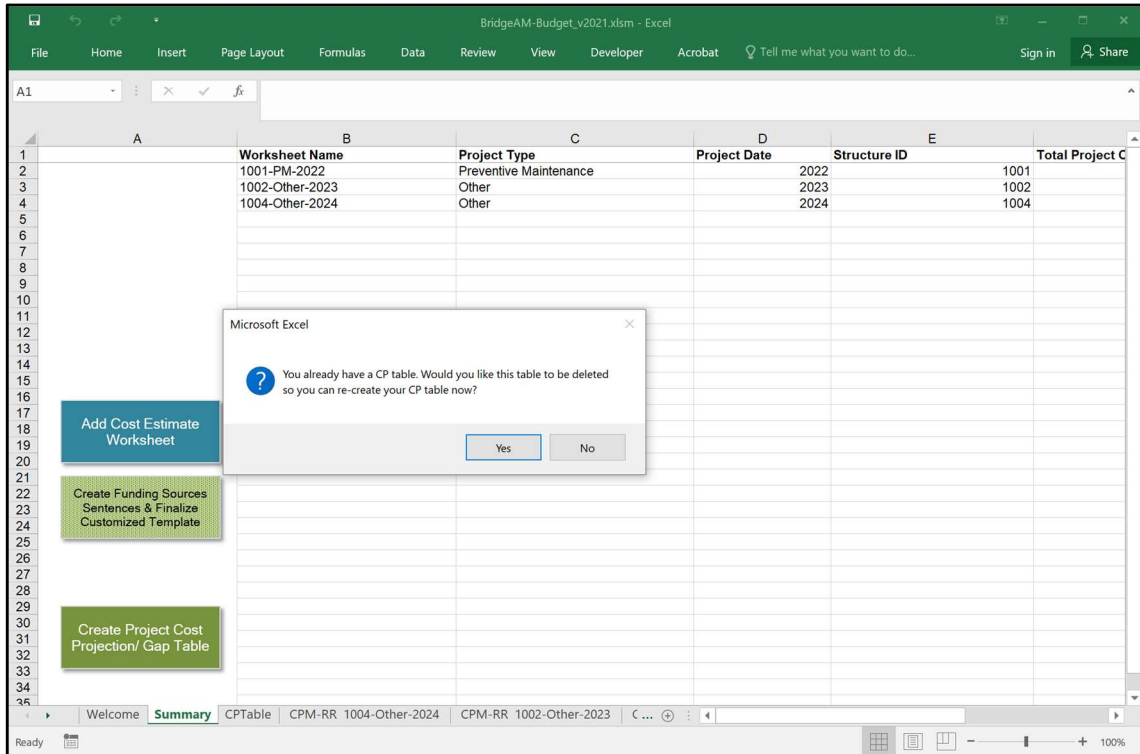 BridgeAM-Budget_v2021.xlsm - Excel
File Home Insert Page Layout Formulas Data Review View Developer Acrobat Tell me what you want to do... Sign in Share
A1 fx
A B C D E
1 Worksheet Name Project Type Project Date Structure ID Total Project C
2 1001-PM-2022 Preventive Maintenance 2022 1001
3 1002-Other-2023 Other 2023 1002
4 1004-Other-2024 Other 2024 1004
5
6
7
8
9
10
11
12
13
14
15
16
17
18
19
20
21
22
23
24
25
26
27
28
29
30
31
32
33
34
35
Microsoft Excel
You already have a CP table. Would you like this table to be deleted
so you can re-create your CP table now?
Yes No
Add Cost Estimate
Worksheet
Create Funding Sources
Sentences & Finalize
Customized Template
Create Project Cost
Projection/ Gap Table
Welcome Summary CPTable CPM-RR 1004-Other-2024 CPM-RR 1002-Other-2023 C ...
Ready 100%